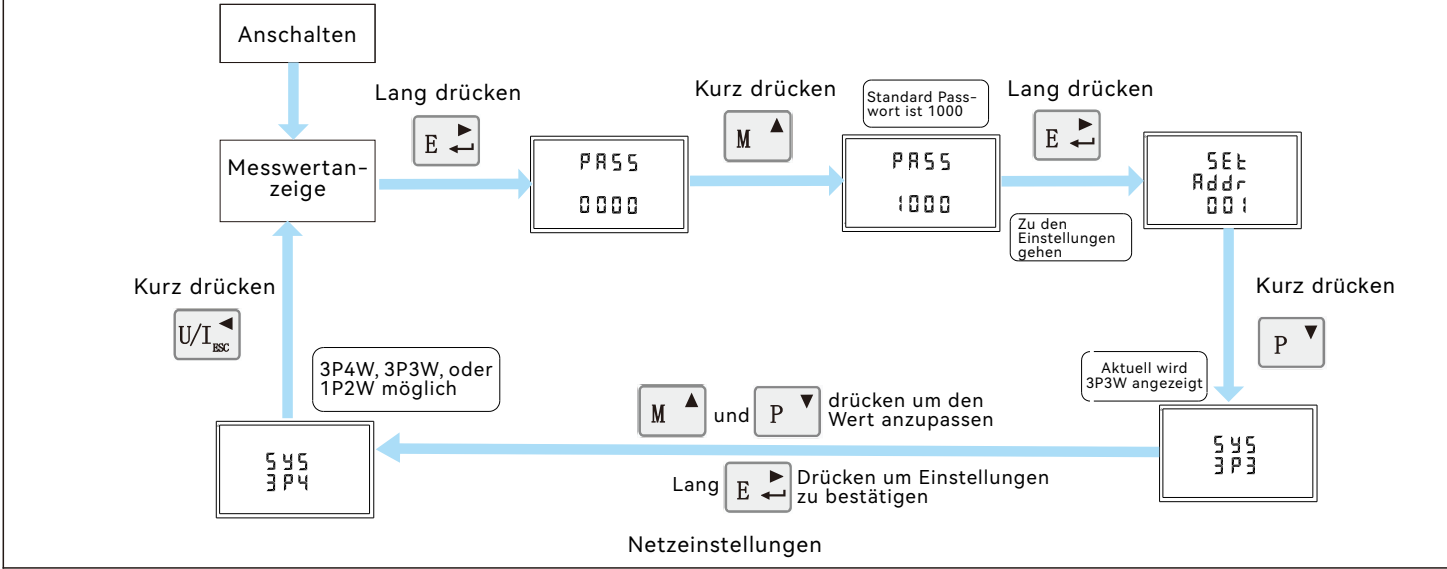 Anschalten
Messwertan-
zeige
Lang drücken
E
PASS
0000
Kurz drücken
M
Standard Pass-
wort ist 1000
PASS
1000
Lang drücken
E
Zu den
Einstellungen
gehen
SEt
Addr
001
Kurz drücken
P
Aktuell wird
3P3W angezeigt
SYS
3P3
M und P drücken um den
Wert anzupassen
Lang E Drücken um Einstellungen
zu bestätigen
3P4W, 3P3W, oder
1P2W möglich
SYS
3P4
Kurz drücken
U/I ESC
Netzeinstellungen